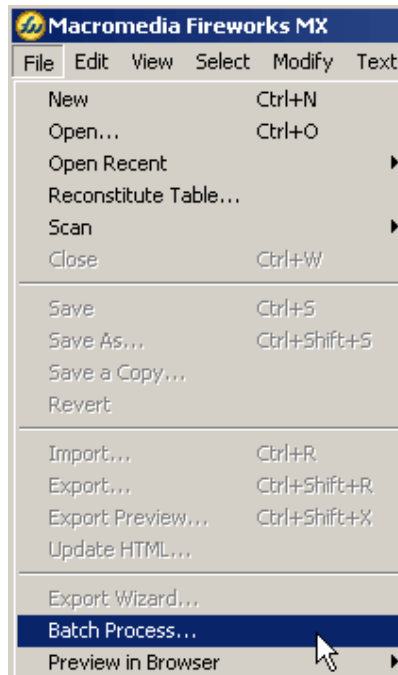 Macromedia Fireworks MX
File Edit View Select Modify Text
New Ctrl+N
Open... Ctrl+O
Open Recent
Reconstitute Table...
Scan
Close Ctrl+W
Save Ctrl+S
Save As... Ctrl+Shift+S
Save a Copy...
Revert
Import... Ctrl+R
Export... Ctrl+Shift+R
Export Preview... Ctrl+Shift+X
Update HTML...
Export Wizard...
Batch Process...
Preview in Browser